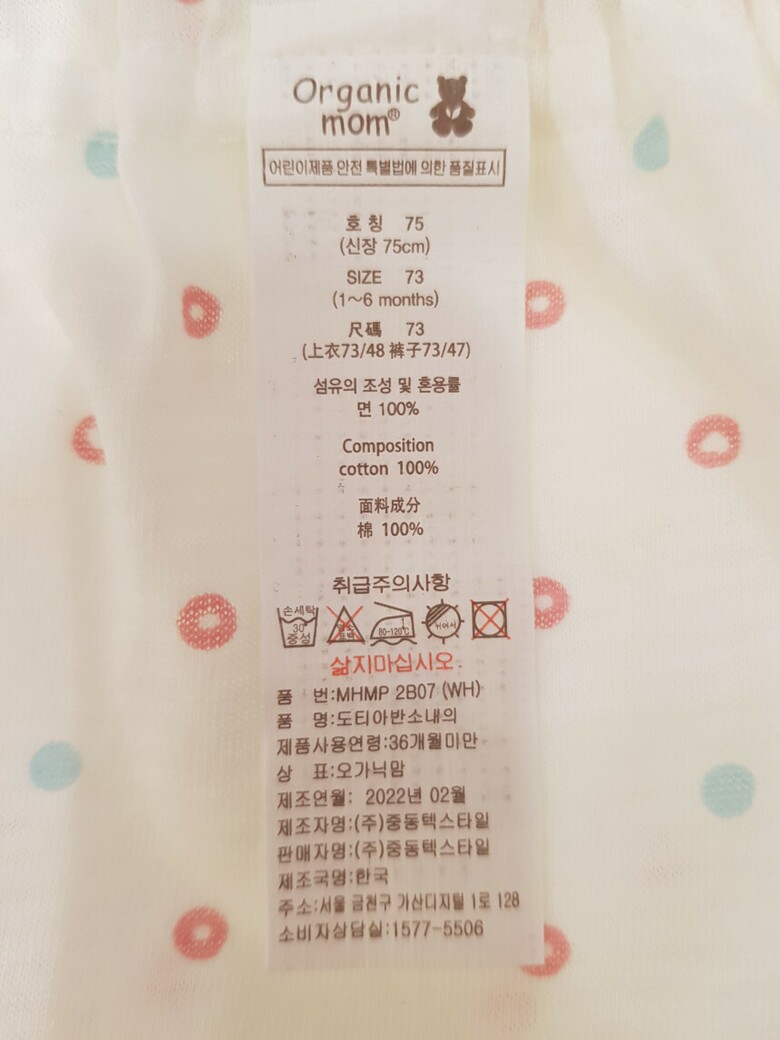 Organic
mom®
어린이제품 안전 특별법에 의한 품질표시
호 칭 75
(신장 75cm)
SIZE 73
(1~6 months)
尺碼 73
(上衣73/48 裤子73/47)
섬유의 조성 및 혼용률
면 100%
Composition
cotton 100%
面料成分
棉 100%
취급주의사항
손세탁
30°
중성
80-120℃
뉘어서
삶지마십시오.
품 번:MHMP 2B07 (WH)
품 명:도티아반소내의
제품사용연령:36개월미만
상 표:오가닉맘
제조연월: 2022년 02월
제조자명:(주)중동텍스타일
판매자명:(주)중동텍스타일
제조국명:한국
주소:서울 금천구 가산디지털 1로 128
소비자상담실:1577-5506